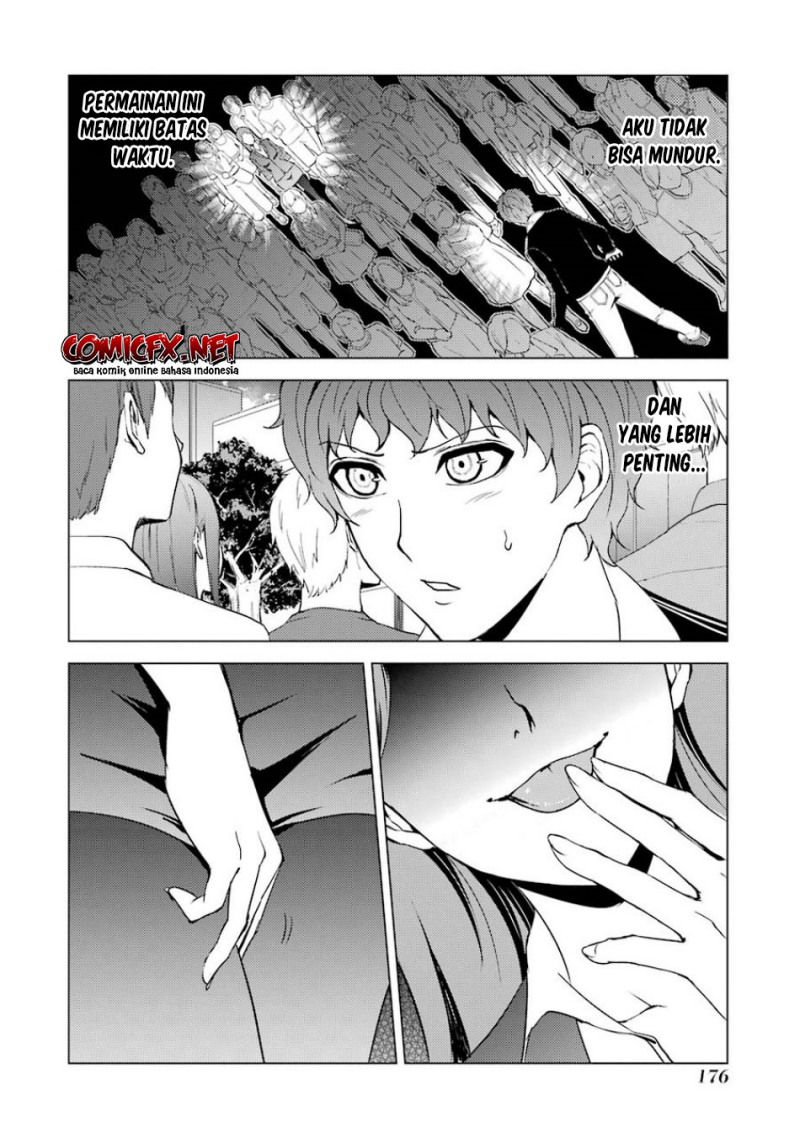 PERMAINAN INI
MEMILIKI BATAS
WAKTU.
AKU TIDAK
BISA MUNDUR.
COMICFX.NET
Baca komik online Bahasa Indonesia
DAN
YANG LEBIH
PENTING...
176